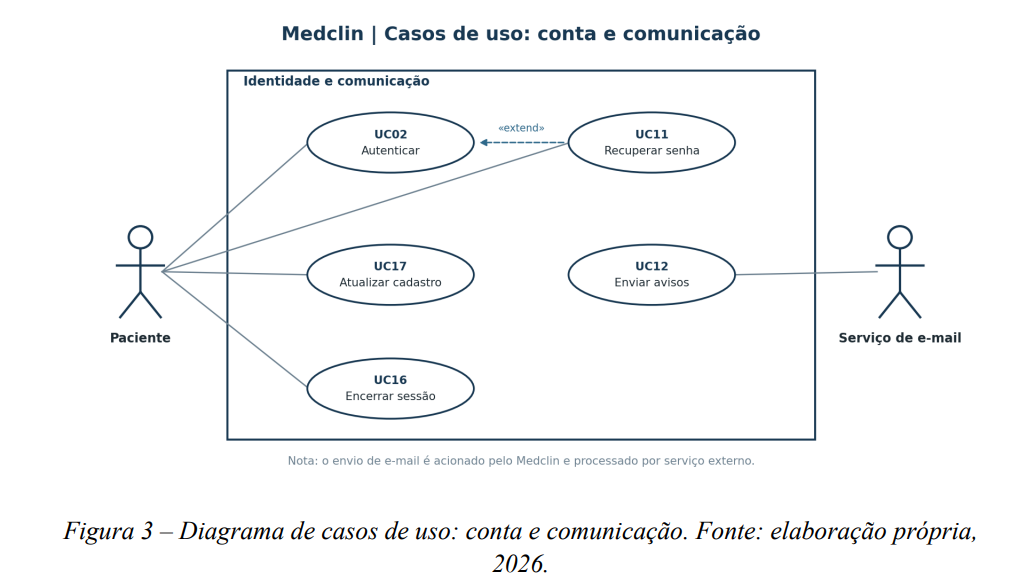 Medclin | Casos de uso: conta e comunicação
Identidade e comunicação
UC02
Autenticar
«extend»
UC11
Recuperar senha
UC17
Atualizar cadastro
UC12
Enviar avisos
Paciente
Serviço de e-mail
UC16
Encerrar sessão
Nota: o envio de e-mail é acionado pelo Medclin e processado por serviço externo.
Figura 3 – Diagrama de casos de uso: conta e comunicação. Fonte: elaboração própria,
2026.